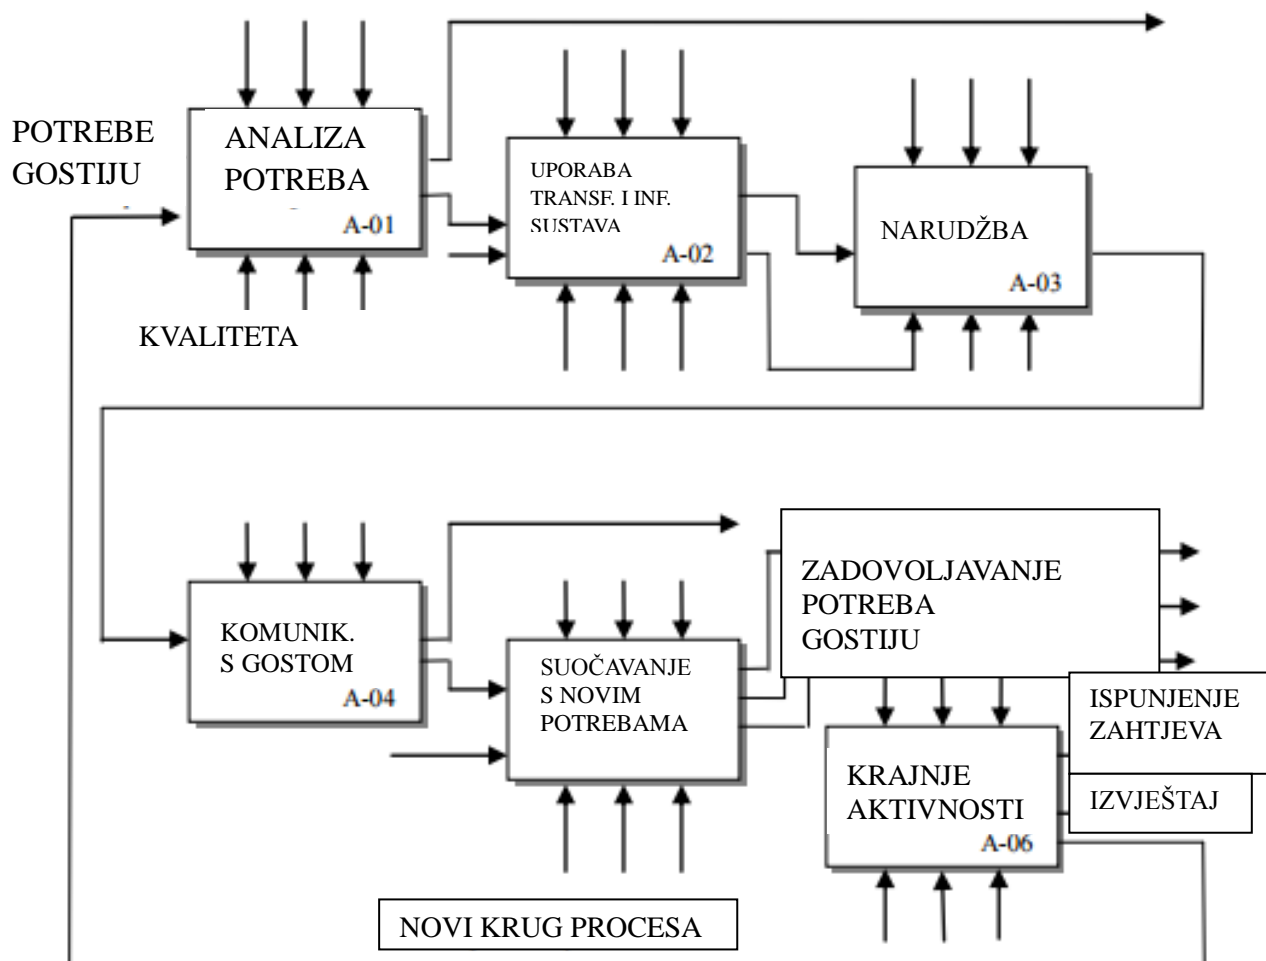 POTREBE
GOSTIJU
ANALIZA
POTREBA
A-01
KVALITETA
UPORABA
TRANSF. I INF.
SUSTAVA
A-02
NARUDŽBA
A-03
KOMUNIK.
S GOSTOM
A-04
SUOČAVANJE
S NOVIM
POTREBAMA
ZADOVOLJAVANJE
POTREBA
GOSTIJU
KRAJNJE
AKTIVNOSTI
A-06
ISPUNJENJE
ZAHTJEVA
IZVJEŠTAJ
NOVI KRUG PROCESA